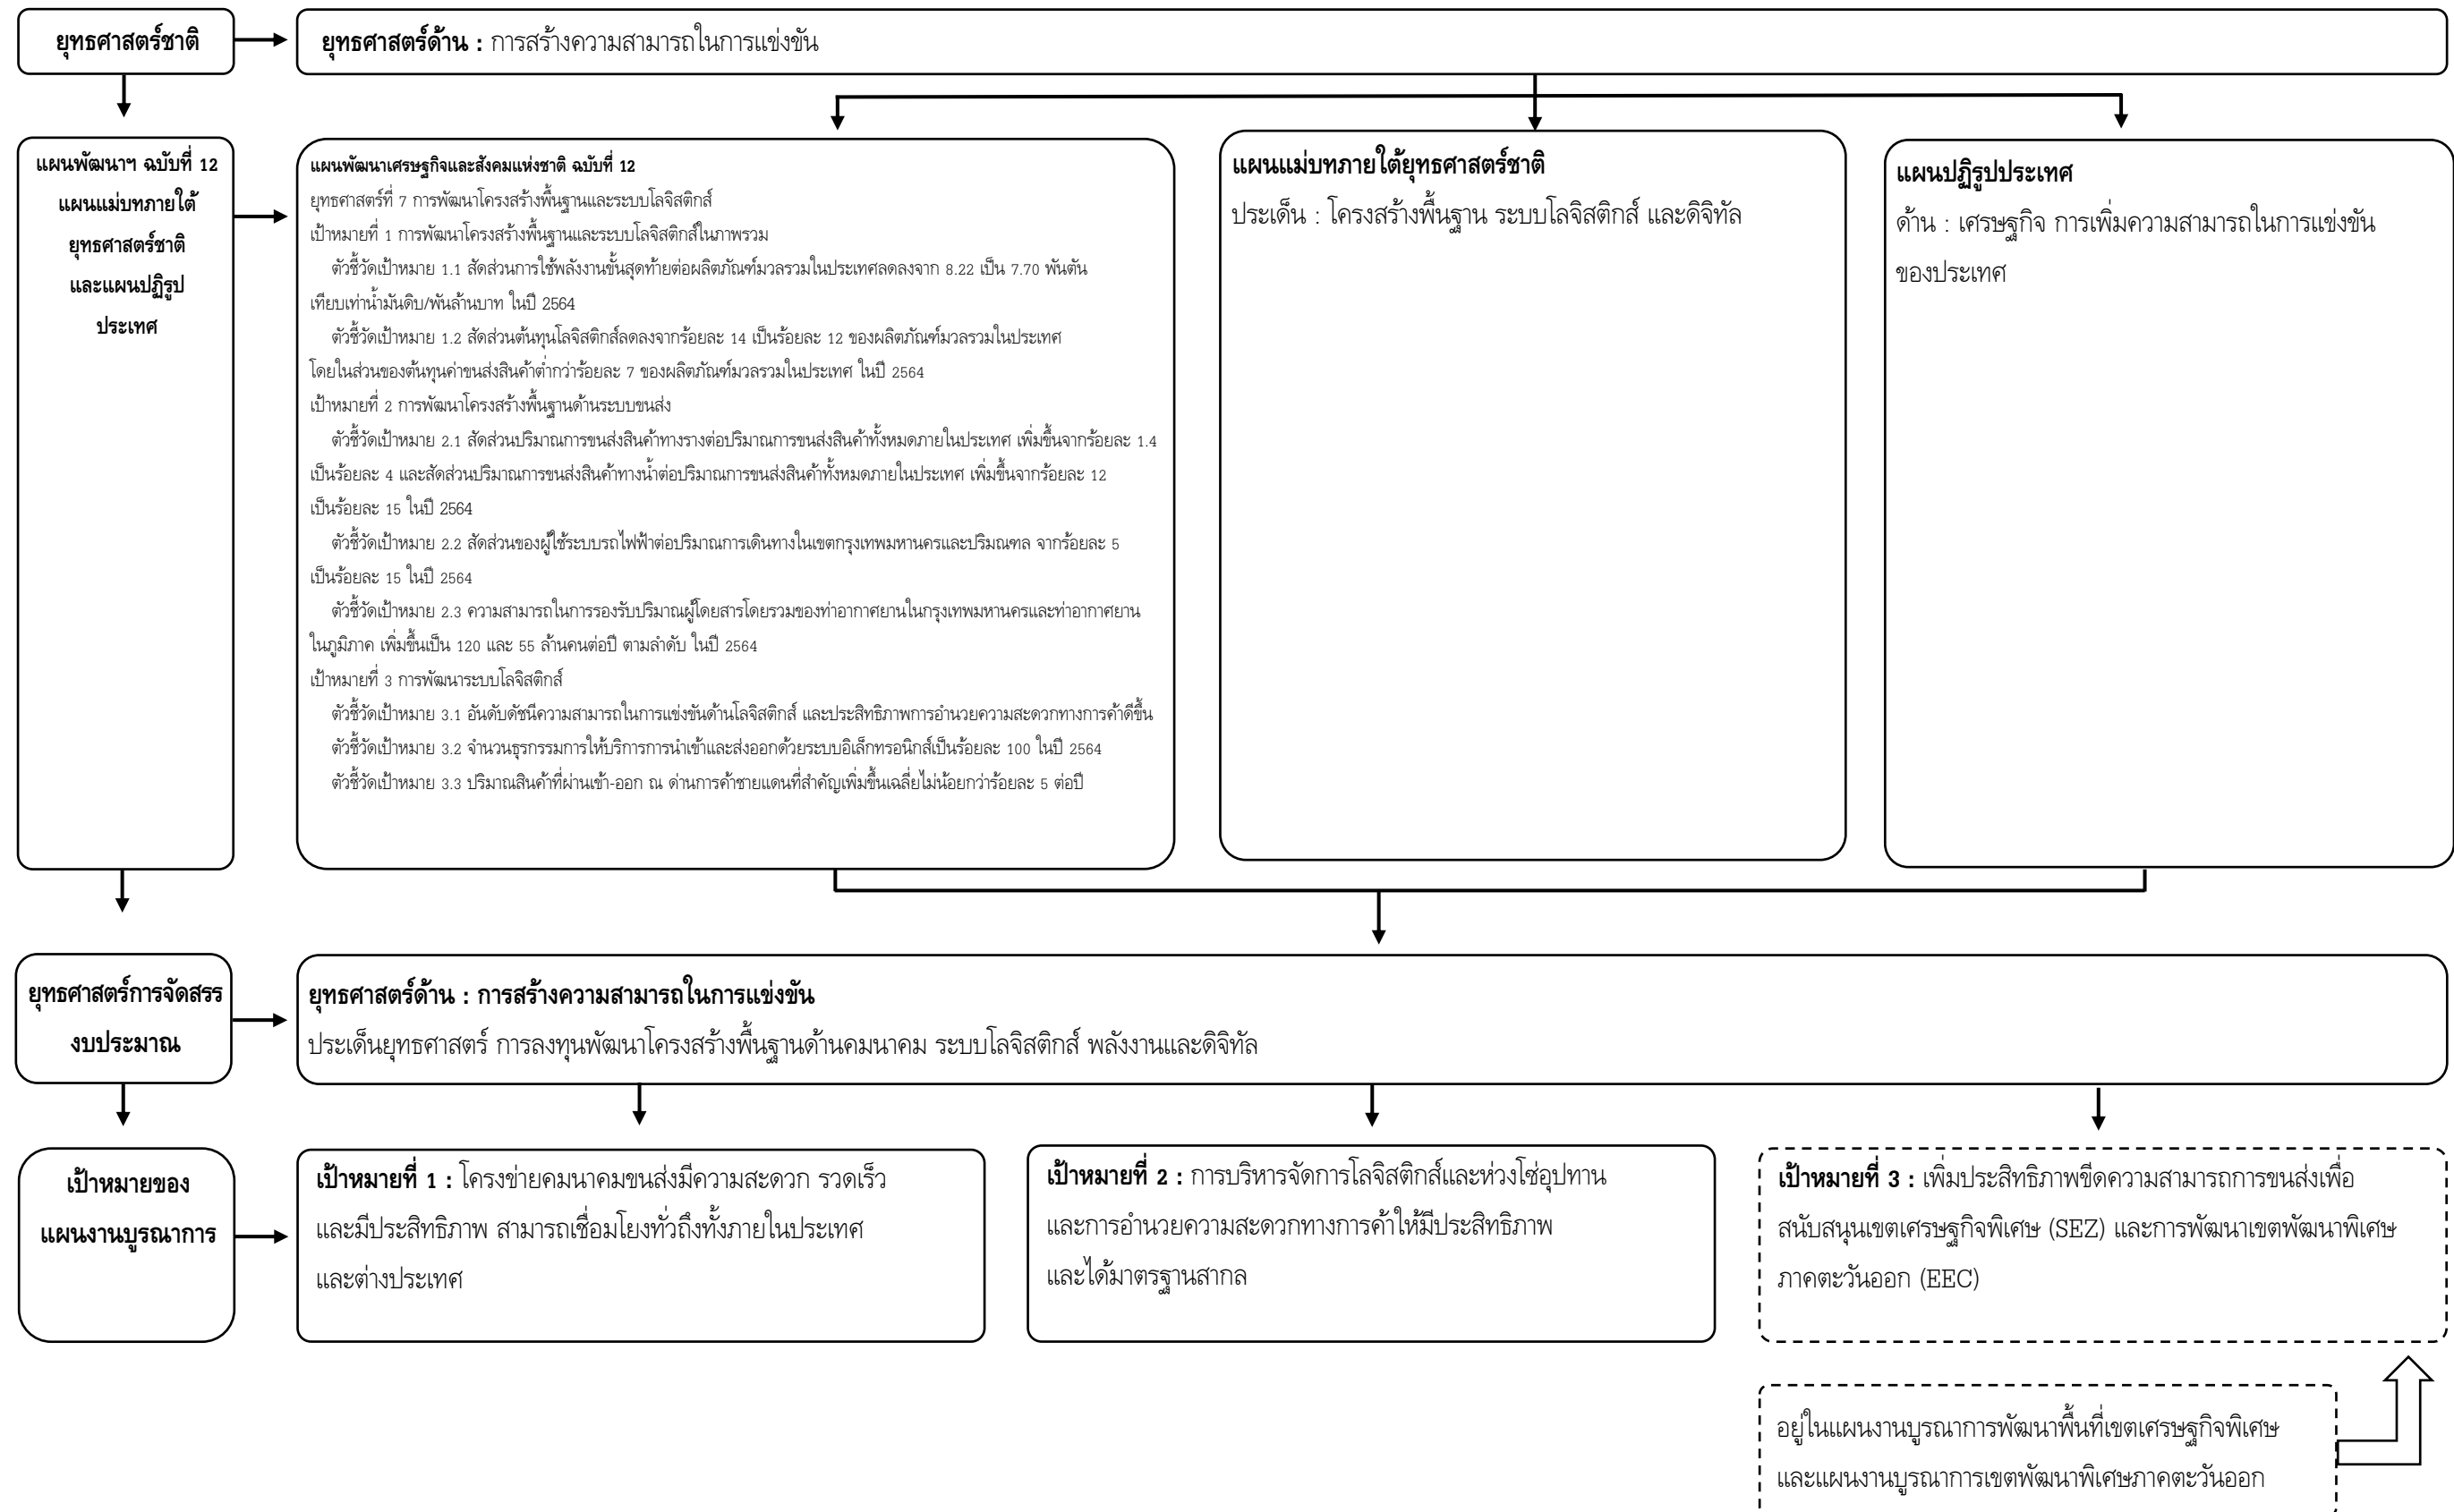 ยุทธศาสตร์ชาติ
ยุทธศาสตร์ด้าน : การสร้างความสามารถในการแข่งขัน
แผนพัฒนาฯ ฉบับที่ 12
แผนแม่บทภายใต้
ยุทธศาสตร์ชาติ
และแผนปฏิรูป
ประเทศ
แผนพัฒนาเศรษฐกิจและสังคมแห่งชาติ ฉบับที่ 12
ยุทธศาสตร์ที่ 7 การพัฒนาโครงสร้างพื้นฐานและระบบโลจิสติกส์
เป้าหมายที่ 1 การพัฒนาโครงสร้างพื้นฐานและระบบโลจิสติกส์ในภาพรวม
ตัวชี้วัดเป้าหมาย 1.1 สัดส่วนการใช้พลังงานขั้นสุดท้ายต่อผลิตภัณฑ์มวลรวมในประเทศลดลงจาก 8.22 เป็น 7.70 พันตัน
เทียบเท่าน้ำมันดิบ/พันล้านบาท ในปี 2564
ตัวชี้วัดเป้าหมาย 1.2 สัดส่วนต้นทุนโลจิสติกส์ลดลงจากร้อยละ 14 เป็นร้อยละ 12 ของผลิตภัณฑ์มวลรวมในประเทศ
โดยในส่วนของต้นทุนค่าขนส่งสินค้าต่ำกว่าร้อยละ 7 ของผลิตภัณฑ์มวลรวมในประเทศ ในปี 2564
เป้าหมายที่ 2 การพัฒนาโครงสร้างพื้นฐานด้านระบบขนส่ง
ตัวชี้วัดเป้าหมาย 2.1 สัดส่วนปริมาณการขนส่งสินค้าทางรางต่อปริมาณการขนส่งสินค้าทั้งหมดภายในประเทศ เพิ่มขึ้นจากร้อยละ 1.4
เป็นร้อยละ 4 และสัดส่วนปริมาณการขนส่งสินค้าทางน้ำต่อปริมาณการขนส่งสินค้าทั้งหมดภายในประเทศ เพิ่มขึ้นจากร้อยละ 12
เป็นร้อยละ 15 ในปี 2564
ตัวชี้วัดเป้าหมาย 2.2 สัดส่วนของผู้ใช้ระบบรถไฟฟ้าต่อปริมาณการเดินทางในเขตกรุงเทพมหานครและปริมณฑล จากร้อยละ 5
เป็นร้อยละ 15 ในปี 2564
ตัวชี้วัดเป้าหมาย 2.3 ความสามารถในการรองรับปริมาณผู้โดยสารโดยรวมของท่าอากาศยานในกรุงเทพมหานครและท่าอากาศยาน
ในภูมิภาค เพิ่มขึ้นเป็น 120 และ 55 ล้านคนต่อปี ตามลำดับ ในปี 2564
เป้าหมายที่ 3 การพัฒนาระบบโลจิสติกส์
ตัวชี้วัดเป้าหมาย 3.1 อันดับดัชนีความสามารถในการแข่งขันด้านโลจิสติกส์ และประสิทธิภาพการอำนวยความสะดวกทางการค้าดีขึ้น
ตัวชี้วัดเป้าหมาย 3.2 จำนวนธุรกรรมการให้บริการการนำเข้าและส่งออกด้วยระบบอิเล็กทรอนิกส์เป็นร้อยละ 100 ในปี 2564
ตัวชี้วัดเป้าหมาย 3.3 ปริมาณสินค้าที่ผ่านเข้า-ออก ณ ด่านการค้าชายแดนที่สำคัญเพิ่มขึ้นเฉลี่ยไม่น้อยกว่าร้อยละ 5 ต่อปี
แผนแม่บทภายใต้ยุทธศาสตร์ชาติ
ประเด็น : โครงสร้างพื้นฐาน ระบบโลจิสติกส์ และดิจิทัล
แผนปฏิรูปประเทศ
ด้าน : เศรษฐกิจ การเพิ่มความสามารถในการแข่งขัน
ของประเทศ
ยุทธศาสตร์การจัดสรร
งบประมาณ
ยุทธศาสตร์ด้าน : การสร้างความสามารถในการแข่งขัน
ประเด็นยุทธศาสตร์ การลงทุนพัฒนาโครงสร้างพื้นฐานด้านคมนาคม ระบบโลจิสติกส์ พลังงานและดิจิทัล
เป้าหมายของ
แผนงานบูรณาการ
เป้าหมายที่ 1 : โครงข่ายคมนาคมขนส่งมีความสะดวก รวดเร็ว
และมีประสิทธิภาพ สามารถเชื่อมโยงทั่วถึงทั้งภายในประเทศ
และต่างประเทศ
เป้าหมายที่ 2 : การบริหารจัดการโลจิสติกส์และห่วงโซ่อุปทาน
และการอำนวยความสะดวกทางการค้าให้มีประสิทธิภาพ
และได้มาตรฐานสากล
เป้าหมายที่ 3 : เพิ่มประสิทธิภาพขีดความสามารถการขนส่งเพื่อ
สนับสนุนเขตเศรษฐกิจพิเศษ (SEZ) และการพัฒนาเขตพัฒนาพิเศษ
ภาคตะวันออก (EEC)
อยู่ในแผนงานบูรณาการพัฒนาพื้นที่เขตเศรษฐกิจพิเศษ
และแผนงานบูรณาการเขตพัฒนาพิเศษภาคตะวันออก